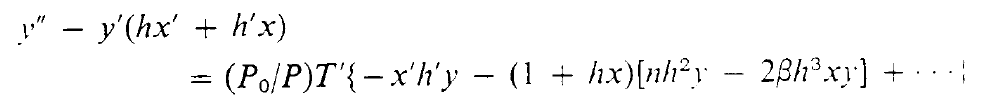 y″ − y′(hx′ + h′x)
= (P₀/P)T′{−x′h′y − (1 + hx)[nh²y − 2βh³xy] + ⋯}